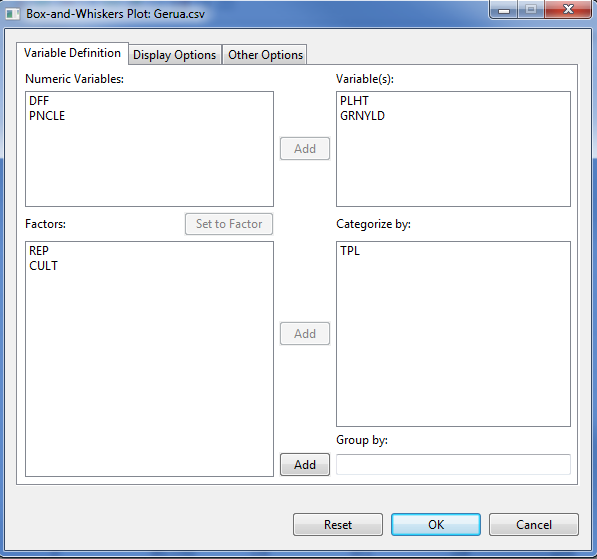 Box-and-Whiskers Plot: Gerua.csv
Variable Definition
Display Options
Other Options
Numeric Variables:
Variable(s):
DFF
PNCLE
Add
PLHT
GRNYLD
Factors:
Set to Factor
Categorize by:
REP
CULT
Add
TPL
Group by:
Add
Reset
OK
Cancel